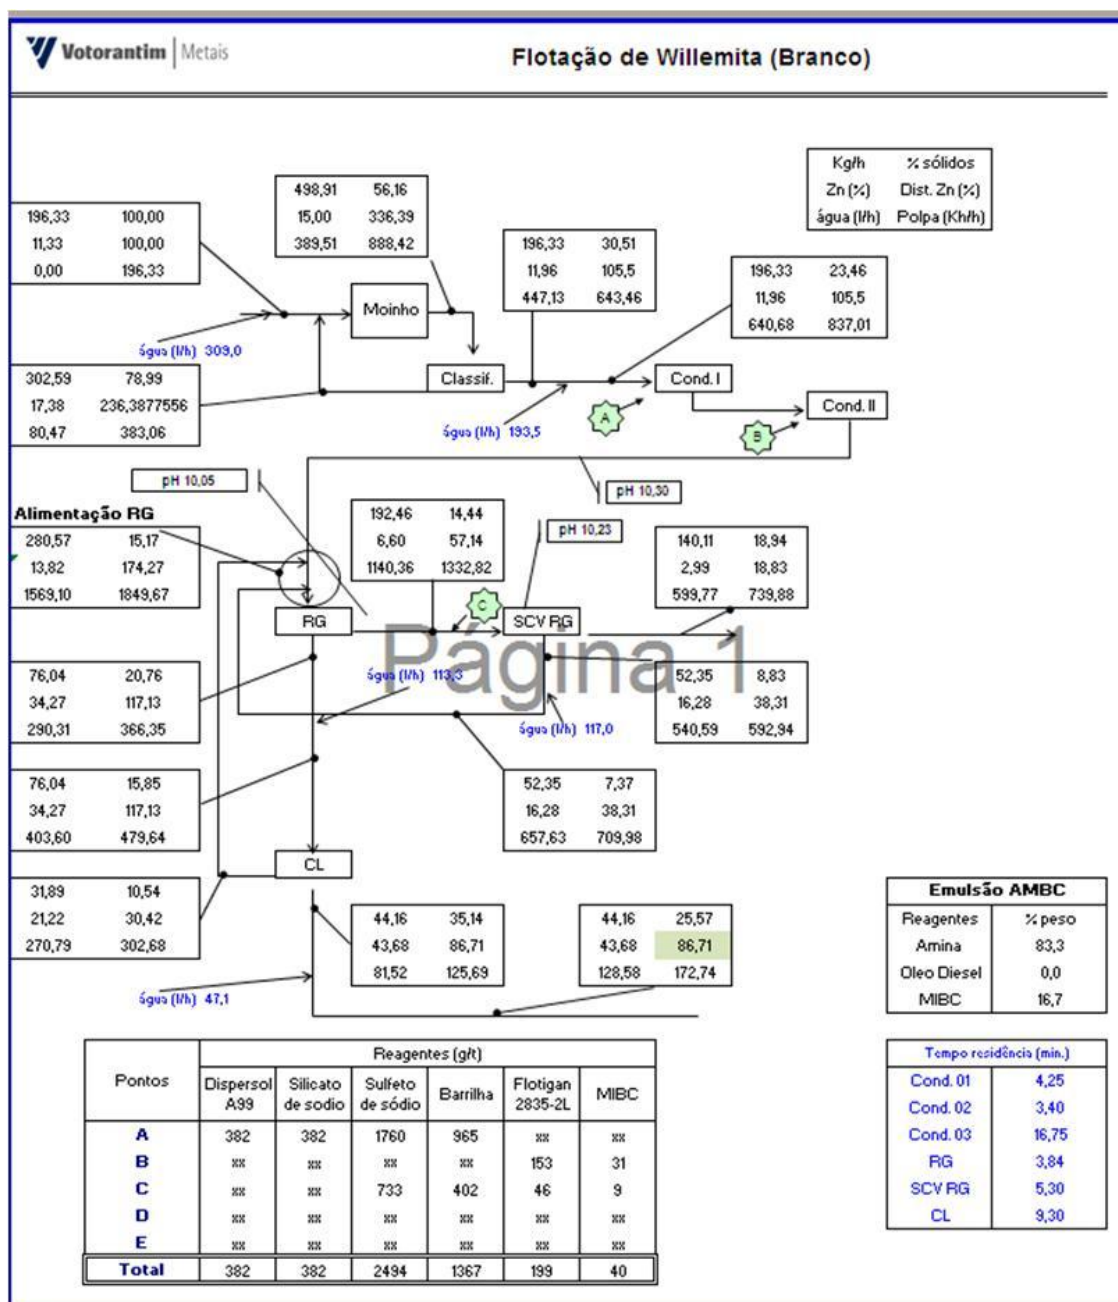 Votorantim | Metais
Flotação de Willemita (Branco)
Kg/h % sólidos
Zn (%) Dist. Zn (%)
água (l/h) Polpa (Kh/h)
498,91 56,16
15,00 336,39
389,51 888,42
196,33 100,00
11,33 100,00
0,00 196,33
196,33 30,51
11,96 105,5
447,13 643,46
196,33 23,46
11,96 105,5
640,68 837,01
Moinho
água (l/h) 309,0
302,59 78,99
17,38 236,3877556
80,47 383,06
Classif.
Cond. I
Cond. II
A
B
água (l/h) 193,5
pH 10,05
pH 10,30
Alimentação RG
280,57 15,17
13,82 174,27
1569,10 1849,67
192,46 14,44
6,60 57,14
1140,36 1332,82
pH 10,23
140,11 18,94
2,99 18,83
599,77 739,88
C
RG
SCV RG
Página 1
76,04 20,76
34,27 117,13
290,31 366,35
água (l/h) 113,3
52,35 8,83
16,28 38,31
540,59 592,94
água (l/h) 117,0
76,04 15,85
34,27 117,13
403,60 479,64
52,35 7,37
16,28 38,31
657,63 709,98
CL
31,89 10,54
21,22 30,42
270,79 302,68
44,16 35,14
43,68 86,71
81,52 125,69
44,16 25,57
43,68 86,71
128,58 172,74
água (l/h) 47,1
Emulsão AMBC
Reagentes % peso
Amina 83,3
Oleo Diesel 0,0
MIBC 16,7
Reagentes (g/t)
Pontos Dispersol A99 Silicato de sodio Sulfeto de sódio Barrilha Flotigan 2835-2L MIBC
A 382 382 1760 965 xx xx
B xx xx xx xx 153 31
C xx xx 733 402 46 9
D xx xx xx xx xx xx
E xx xx xx xx xx xx
Total 382 382 2494 1367 199 40
Tempo residência (min.)
Cond. 01 4,25
Cond. 02 3,40
Cond. 03 16,75
RG 3,84
SCV RG 5,30
CL 9,30